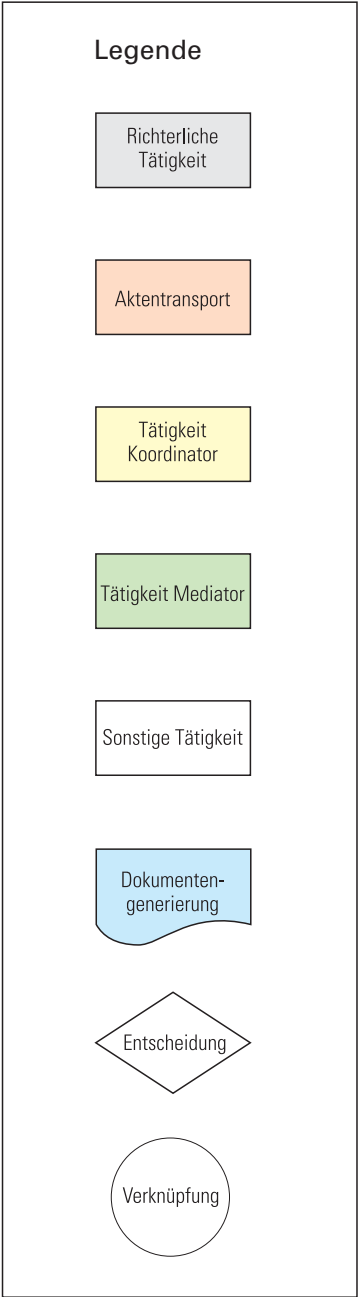 Legende
Richterliche
Tätigkeit
Aktentransport
Tätigkeit
Koordinator
Tätigkeit Mediator
Sonstige Tätigkeit
Dokumenten-
generierung
Entscheidung
Verknüpfung